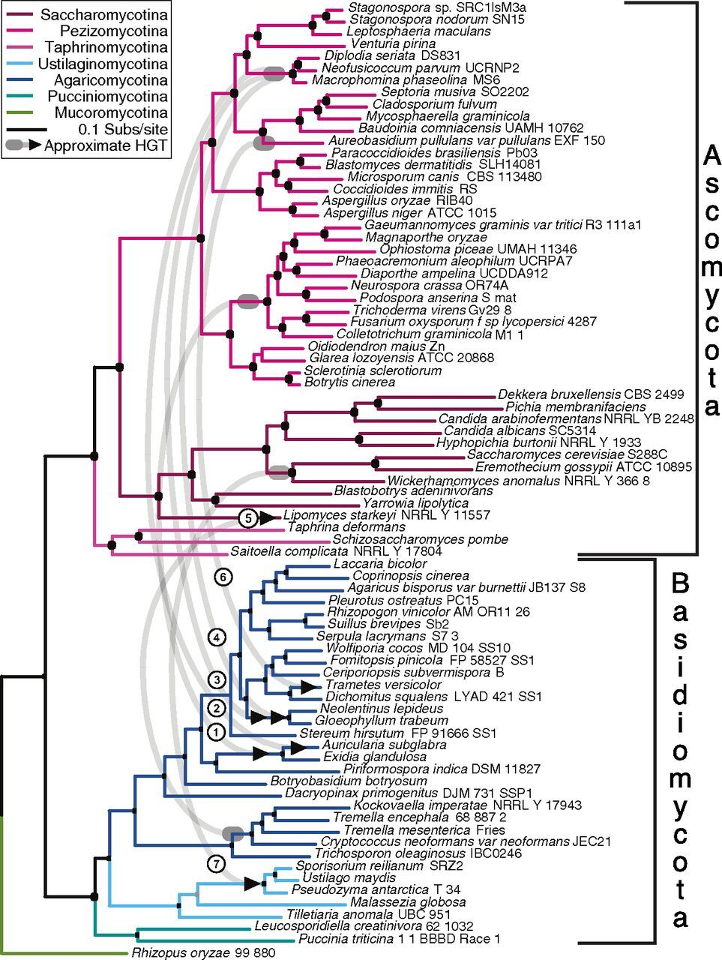 Saccharomycotina
Pezizomycotina
Taphrinomycotina
Ustilaginomycotina
Agaricomycotina
Pucciniomycotina
Mucoromycotina
0.1 Subs/site
Approximate HGT
Stagonospora sp. SRC1lsM3a
Stagonospora nodorum SN15
Leptosphaeria maculans
Venturia pirina
Diplodia seriata DS831
Neofusicoccum parvum UCRNP2
Macrophomina phaseolina MS6
Septoria musiva SO2202
Cladosporium fulvum
Mycosphaerella graminicola
Baudoinia comniacensis UAMH 10762
Aureobasidium pullulans var pullulans EXF 150
Paracoccidioides brasiliensis Pb03
Blastomyces dermatitidis SLH14081
Microsporum canis CBS 113480
Coccidioides immitis RS
Aspergillus oryzae RIB40
Aspergillus niger ATCC 1015
Gaeumannomyces graminis var tritici R3 111a1
Magnaporthe oryzae
Ophiostoma piceae UMAH 11346
Phaeoacremonium aleophilum UCRPA7
Diaporthe ampelina UCDDA912
Neurospora crassa OR74A
Podospora anserina S mat
Trichoderma virens Gv29 8
Fusarium oxysporum f sp lycopersici 4287
Colletotrichum graminicola M1 1
Oidiodendron maius Zn
Glarea lozoyensis ATCC 20868
Sclerotinia sclerotiorum
Botrytis cinerea
Dekkera bruxellensis CBS 2499
Pichia membranifaciens
Candida arabinofermentans NRRL YB 2248
Candida albicans SC5314
Hyphopichia burtonii NRRL Y 1933
Saccharomyces cerevisiae S288C
Eremothecium gossypii ATCC 10895
Wickerhamomyces anomalus NRRL Y 366 8
Blastobotrys adeninivorans
Yarrowia lipolytica
5 Lipomyces starkeyi NRRL Y 11557
Taphrina deformans
Schizosaccharomyces pombe
Saitoella complicata NRRL Y 17804
Ascomycota
Laccaria bicolor
6 Coprinopsis cinerea
Agaricus bisporus var burnettii JB137 S8
Pleurotus ostreatus PC15
Rhizopogon vinicolor AM OR11 26
Suillus brevipes Sb2
4 Serpula lacrymans S7 3
Wolfiporia cocos MD 104 SS10
Fomitopsis pinicola FP 58527 SS1
Ceriporiopsis subvermispora B
3 Trametes versicolor
Dichomitus squalens LYAD 421 SS1
2 Neolentinus lepideus
Gloeophyllum trabeum
1 Stereum hirsutum FP 91666 SS1
Auricularia subglabra
Exidia glandulosa
Piriformospora indica DSM 11827
Botryobasidium botryosum
Dacryopinax primogenitus DJM 731 SSP1
Kockovaella imperatae NRRL Y 17943
Tremella encephala 68 887 2
Tremella mesenterica Fries
Cryptococcus neoformans var neoformans JEC21
Trichosporon oleaginosus IBC0246
7 Sporisorium reilianum SRZ2
Ustilago maydis
Pseudozyma antarctica T 34
Malassezia globosa
Tilletiaria anomala UBC 951
Leucosporidiella creatinivora 62 1032
Puccinia triticina 1 1 BBBD Race 1
Basidiomycota
Rhizopus oryzae 99 880